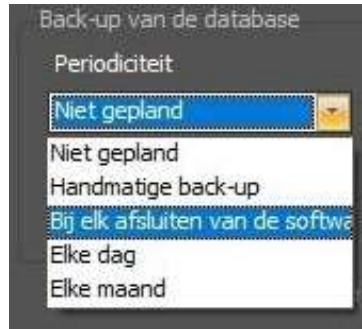 Back-up van de database
Periodiciteit
Niet gepland
Niet gepland
Handmatige back-up
Bij elk afsluiten van de softwa
Elke dag
Elke maand